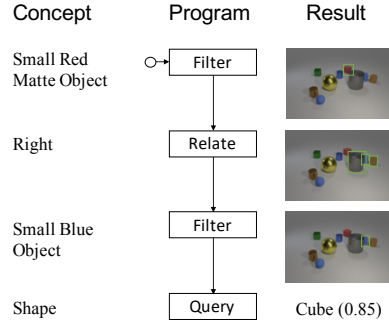 Concept Program Result
Small Red Filter
Matte Object
Right Relate
Small Blue Filter
Object
Shape Query Cube (0.85)